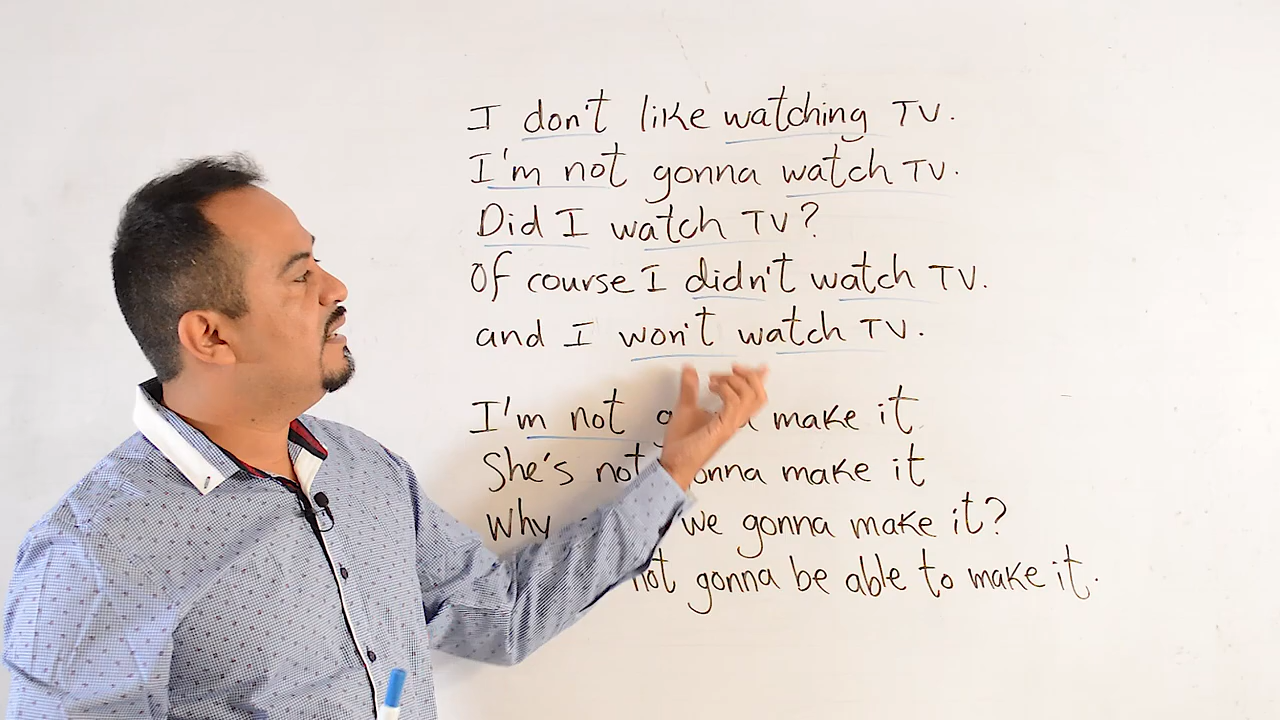 I don't like watching TV.
I'm not gonna watch TV.
Did I watch TV?
Of course I didn't watch TV.
and I won't watch TV.
I'm not make it
She's not gonna make it
Why we gonna make it?
not gonna be able to make it.